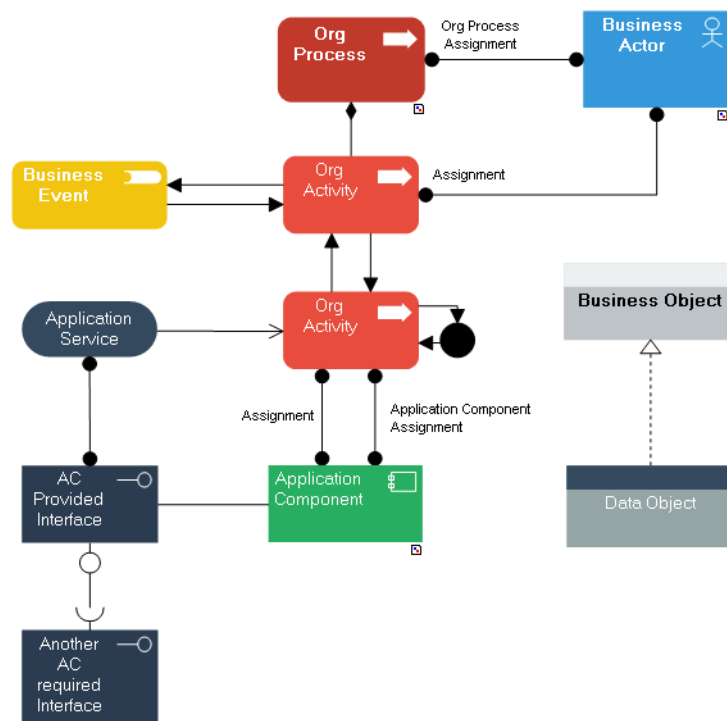 Org
Process
Org Process
Assignment
Business
Actor
Business
Event
Org
Activity
Assignment
Application
Service
Org
Activity
Business Object
Assignment
Application Component
Assignment
AC
Provided
Interface
Application
Component
Data Object
Another
AC
required
Interface